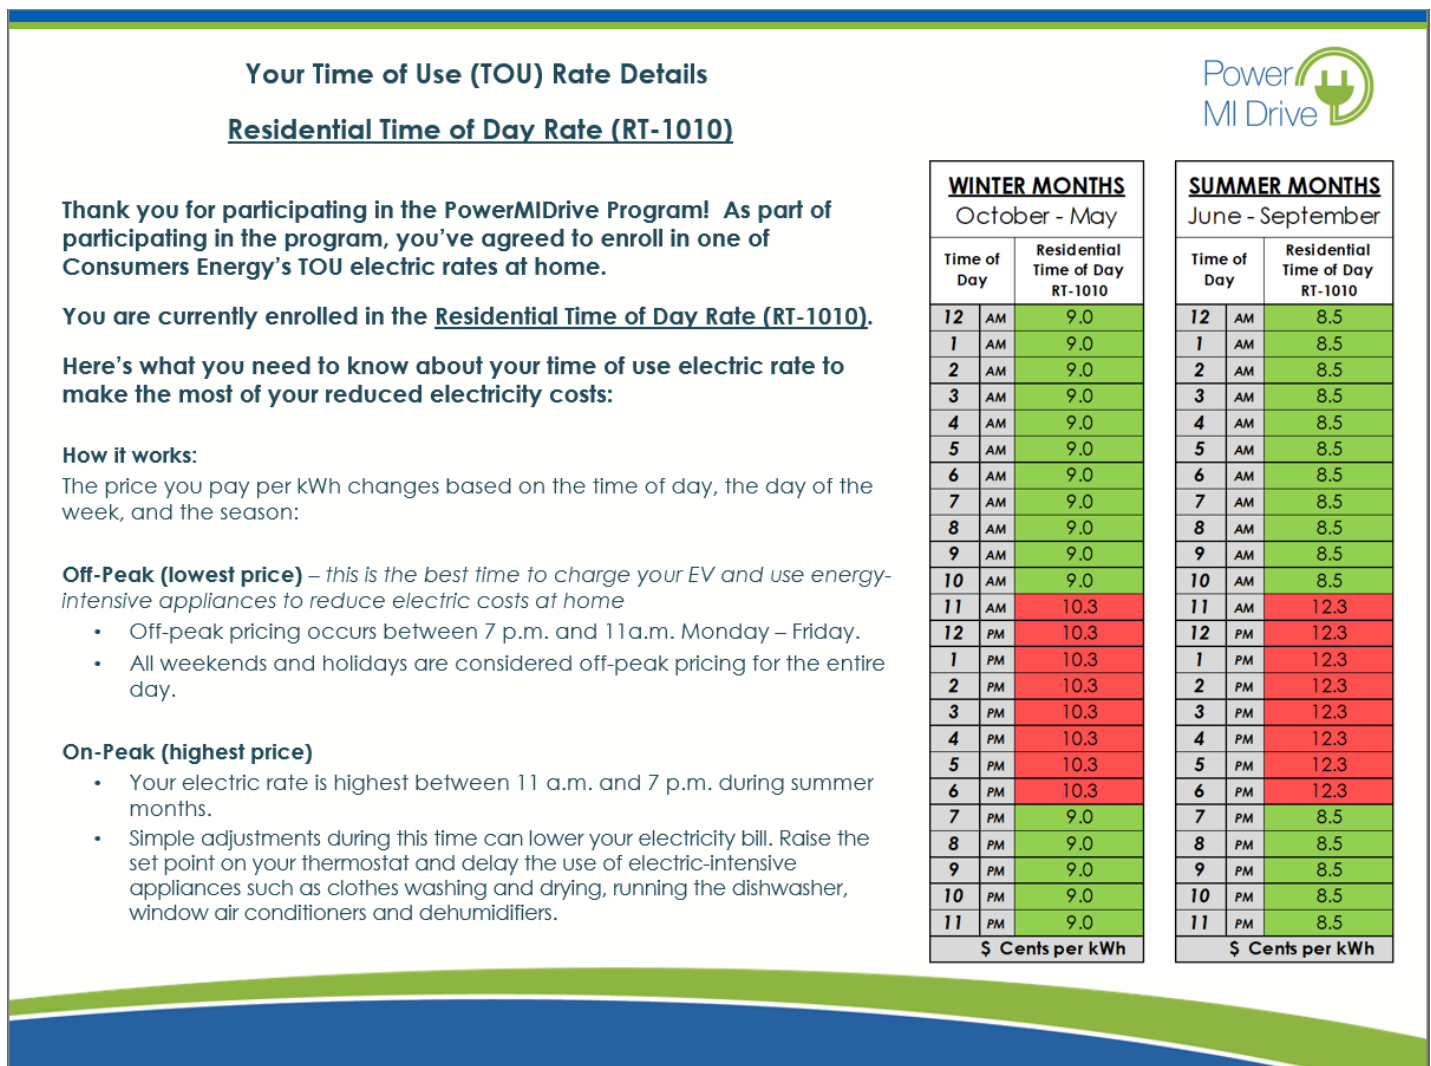 Your Time of Use (TOU) Rate Details
Residential Time of Day Rate (RT-1010)
Power
MI Drive
Thank you for participating in the PowerMIDrive Program! As part of
participating in the program, you've agreed to enroll in one of
Consumers Energy's TOU electric rates at home.
You are currently enrolled in the Residential Time of Day Rate (RT-1010).
Here's what you need to know about your time of use electric rate to
make the most of your reduced electricity costs:
How it works:
The price you pay per kWh changes based on the time of day, the day of the
week, and the season:
Off-Peak (lowest price) – this is the best time to charge your EV and use energy-
intensive appliances to reduce electric costs at home
• Off-peak pricing occurs between 7 p.m. and 11a.m. Monday – Friday.
• All weekends and holidays are considered off-peak pricing for the entire
day.
On-Peak (highest price)
• Your electric rate is highest between 11 a.m. and 7 p.m. during summer
months.
• Simple adjustments during this time can lower your electricity bill. Raise the
set point on your thermostat and delay the use of electric-intensive
appliances such as clothes washing and drying, running the dishwasher,
window air conditioners and dehumidifiers.
WINTER MONTHS
October - May
Time of
Day
Residential
Time of Day
RT-1010
12 AM 9.0
1 AM 9.0
2 AM 9.0
3 AM 9.0
4 AM 9.0
5 AM 9.0
6 AM 9.0
7 AM 9.0
8 AM 9.0
9 AM 9.0
10 AM 9.0
11 AM 10.3
12 PM 10.3
1 PM 10.3
2 PM 10.3
3 PM 10.3
4 PM 10.3
5 PM 10.3
6 PM 10.3
7 PM 9.0
8 PM 9.0
9 PM 9.0
10 PM 9.0
11 PM 9.0
$ Cents per kWh
SUMMER MONTHS
June - September
Time of
Day
Residential
Time of Day
RT-1010
12 AM 8.5
1 AM 8.5
2 AM 8.5
3 AM 8.5
4 AM 8.5
5 AM 8.5
6 AM 8.5
7 AM 8.5
8 AM 8.5
9 AM 8.5
10 AM 8.5
11 AM 12.3
12 PM 12.3
1 PM 12.3
2 PM 12.3
3 PM 12.3
4 PM 12.3
5 PM 12.3
6 PM 12.3
7 PM 8.5
8 PM 8.5
9 PM 8.5
10 PM 8.5
11 PM 8.5
$ Cents per kWh